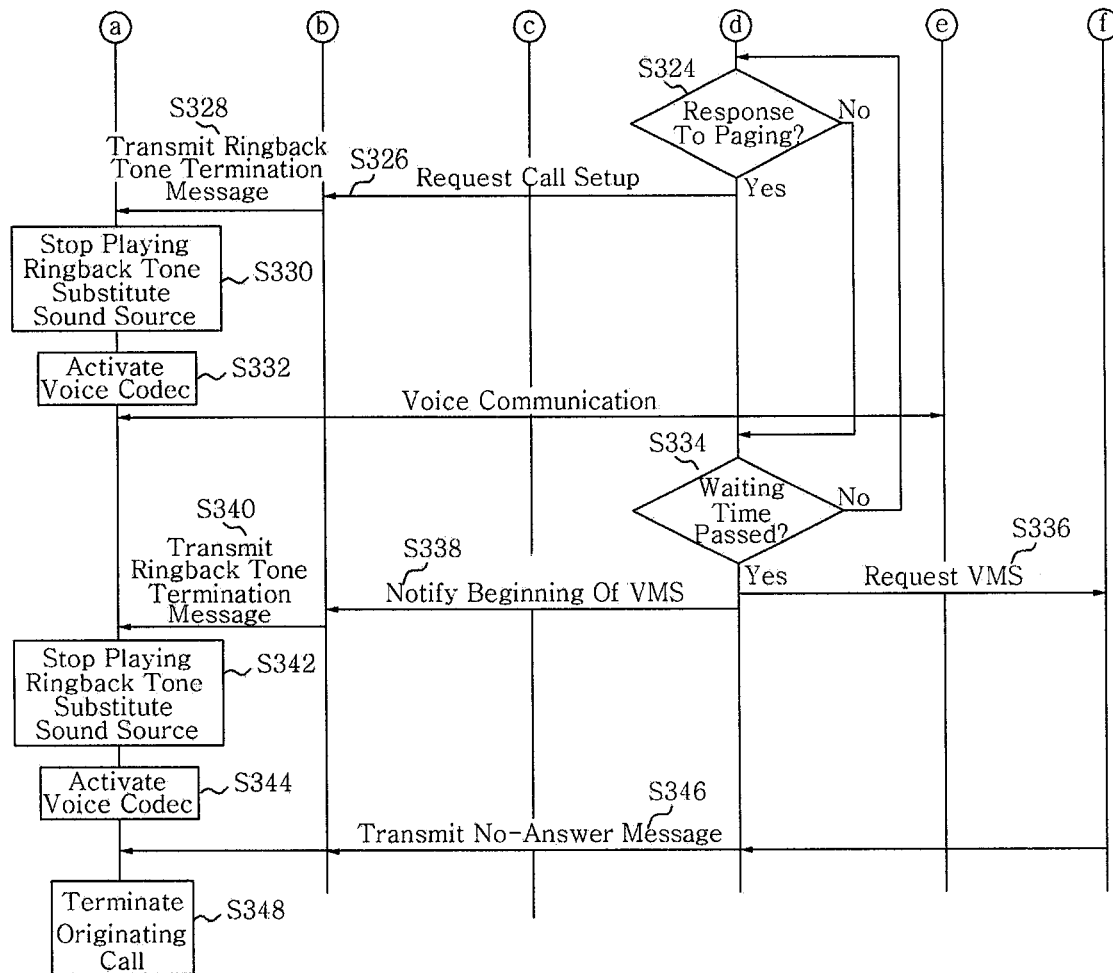 a b c d e f
S324
Response
To Paging?
No
Yes
S328
Transmit Ringback
Tone Termination
Message
S326
Request Call Setup
Stop Playing
Ringback Tone
Substitute
Sound Source
S330
Activate
Voice Codec
S332
Voice Communication
S334
Waiting
Time
Passed?
No
Yes
S336
Request VMS
S338
Notify Beginning Of VMS
S340
Transmit
Ringback Tone
Termination
Message
Stop Playing
Ringback Tone
Substitute
Sound Source
S342
Activate
Voice Codec
S344
S346
Transmit No-Answer Message
Terminate
Originating
Call
S348